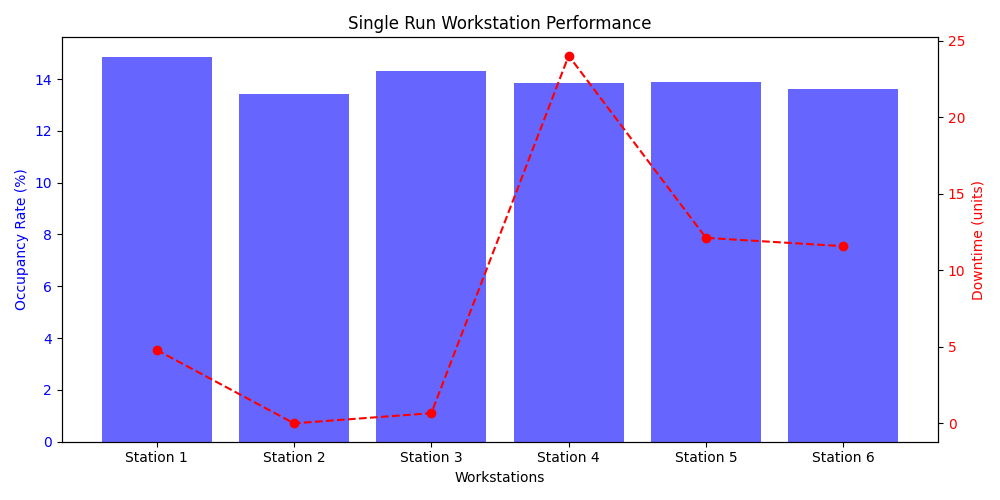 Single Run Workstation Performance
Occupancy Rate (%)
14
12
10
8
6
4
2
0
25
20
15
10
5
0
Downtime (units)
Station 1 Station 2 Station 3 Station 4 Station 5 Station 6
Workstations